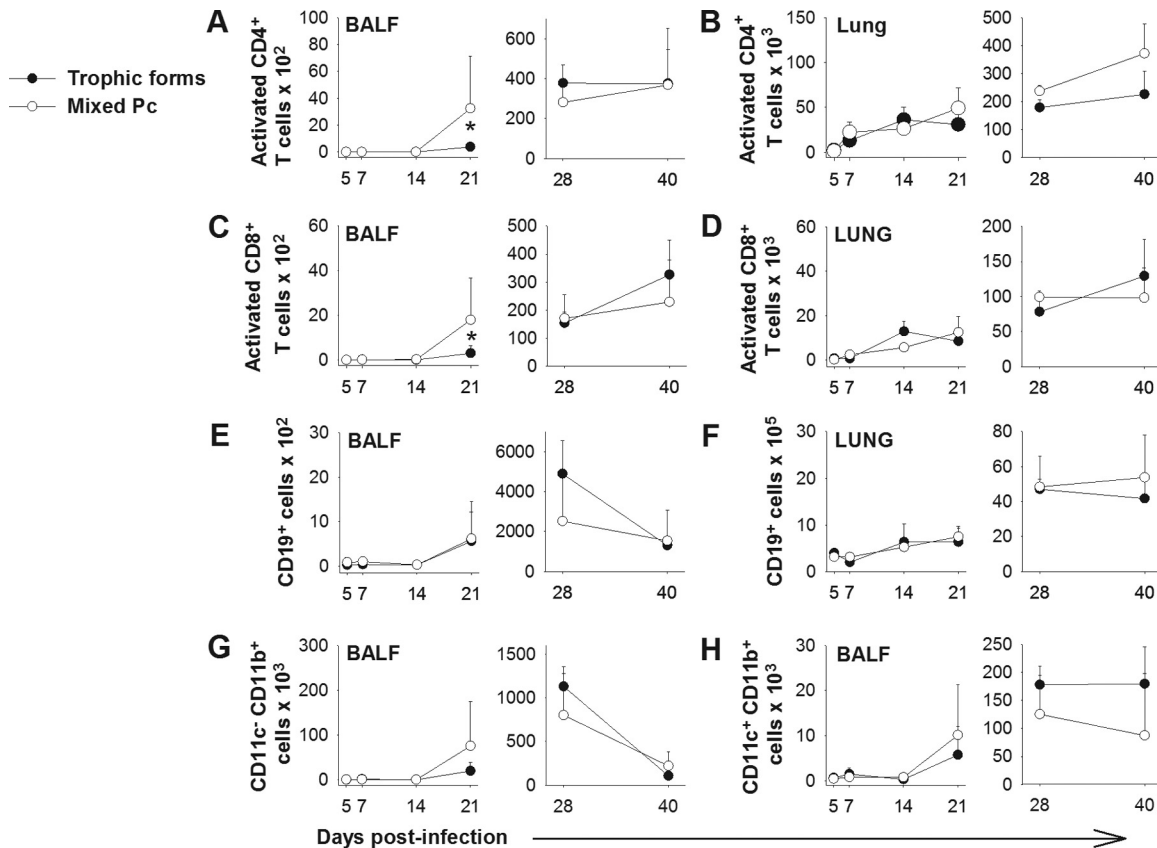 Trophic forms
Mixed Pc
A
Activated CD4⁺
T cells x 10²
BALF
100
80
60
40
20
0
*
5 7 14 21
600
400
200
0
28 40
B
Activated CD4⁺
T cells x 10³
Lung
150
100
50
0
5 7 14 21
500
400
300
200
100
0
28 40
C
Activated CD8⁺
T cells x 10²
BALF
60
40
20
0
*
5 7 14 21
500
400
300
200
100
0
28 40
D
Activated CD8⁺
T cells x 10³
LUNG
60
40
20
0
5 7 14 21
200
150
100
50
0
28 40
E
CD19⁺ cells x 10²
BALF
30
20
10
0
5 7 14 21
6000
4000
2000
0
28 40
F
CD19⁺ cells x 10⁵
LUNG
30
20
10
0
5 7 14 21
80
60
40
20
0
28 40
G
CD11c⁻ CD11b⁺
cells x 10³
BALF
300
200
100
0
5 7 14 21
1500
1000
500
0
28 40
H
CD11c⁺ CD11b⁺
cells x 10³
BALF
30
20
10
0
5 7 14 21
250
200
150
100
50
0
28 40
Days post-infection